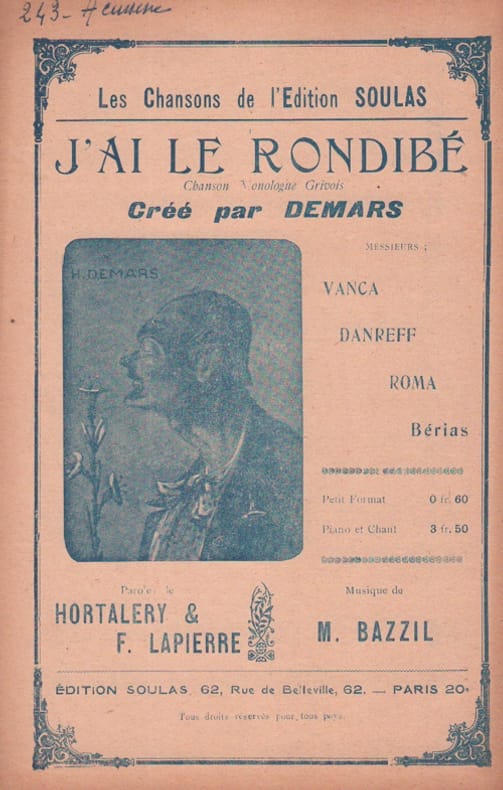 243-
Les Chansons de l'Edition SOULAS
J'AI LE RONDIBÉ
Chanson Monologue Grivois
Créé par DEMARS
H. DEMARS
MESSIEURS :
VANCA
DANREFF
ROMA
Bérias
Petit Format 0 fr. 60
Piano et Chant 3 fr. 50
Paroles de
HORTALERY &
F. LAPIERRE
Musique de
M. BAZZIL
ÉDITION SOULAS, 62, Rue de Belleville, 62. — PARIS 20e
Tous droits réservés pour tous pays.